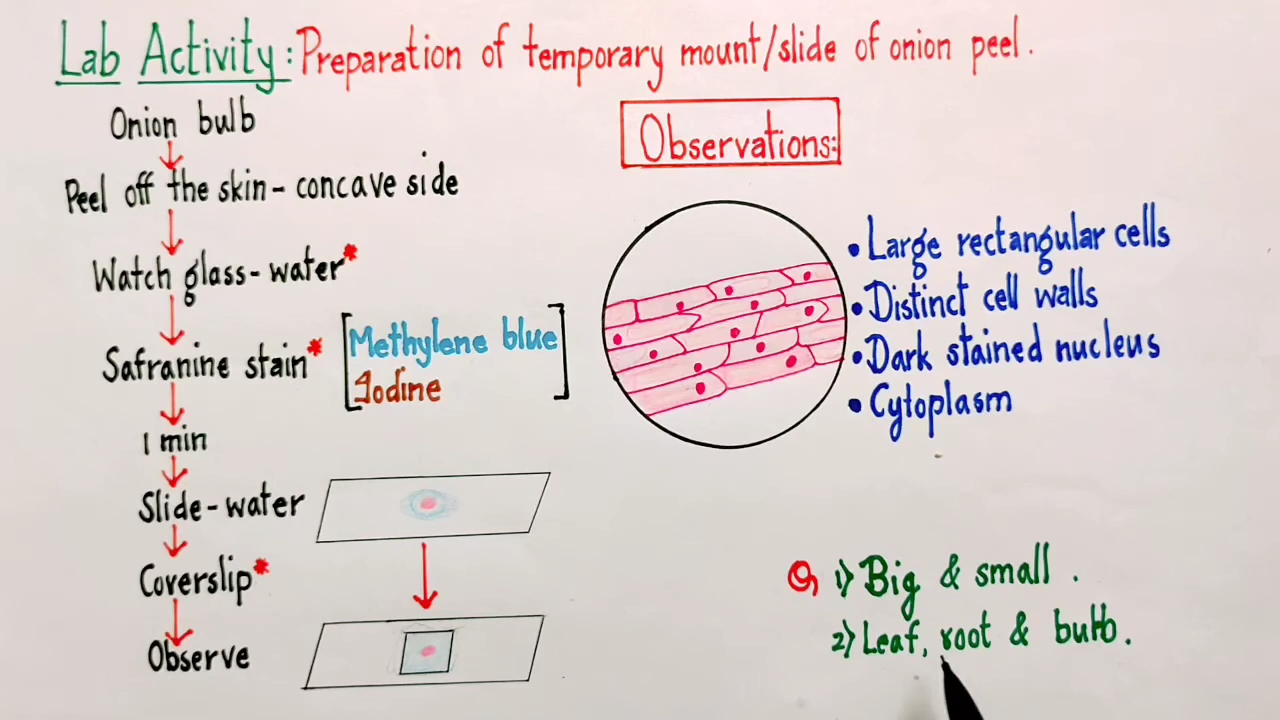 Lab Activity: Preparation of temporary mount/slide of onion peel.
Onion bulb
Peel off the skin - concave side
Watch glass - water*
Safranine stain* [Methylene blue
Iodine]
1 min
Slide - water
Coverslip*
Observe
Observations:
• Large rectangular cells
• Distinct cell walls
• Dark stained nucleus
• Cytoplasm
Q 1) Big & small.
2) Leaf, root & bulb.